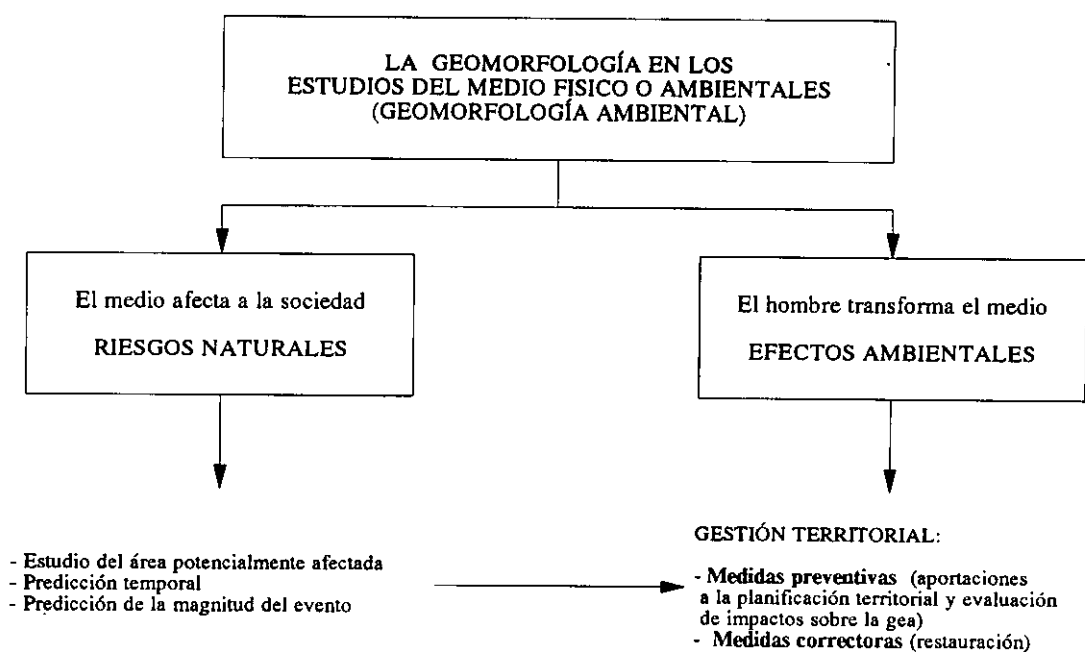 LA GEOMORFOLOGÍA EN LOS
ESTUDIOS DEL MEDIO FISICO O AMBIENTALES
(GEOMORFOLOGÍA AMBIENTAL)
El medio afecta a la sociedad
RIESGOS NATURALES
El hombre transforma el medio
EFECTOS AMBIENTALES
- Estudio del área potencialmente afectada
- Predicción temporal
- Predicción de la magnitud del evento
GESTIÓN TERRITORIAL:
- Medidas preventivas (aportaciones
a la planificación territorial y evaluación
de impactos sobre la gea)
- Medidas correctoras (restauración)